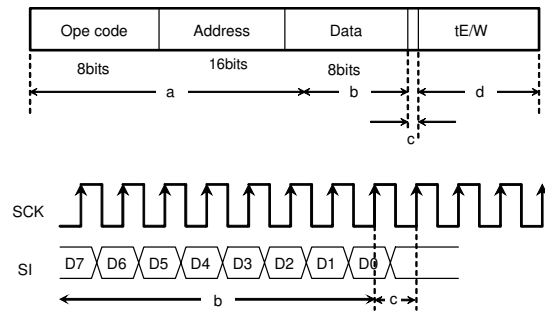 Ope code Address Data tE/W
8bits 16bits 8bits
a b d
c
SCK
SI D7 D6 D5 D4 D3 D2 D1 D0
b c